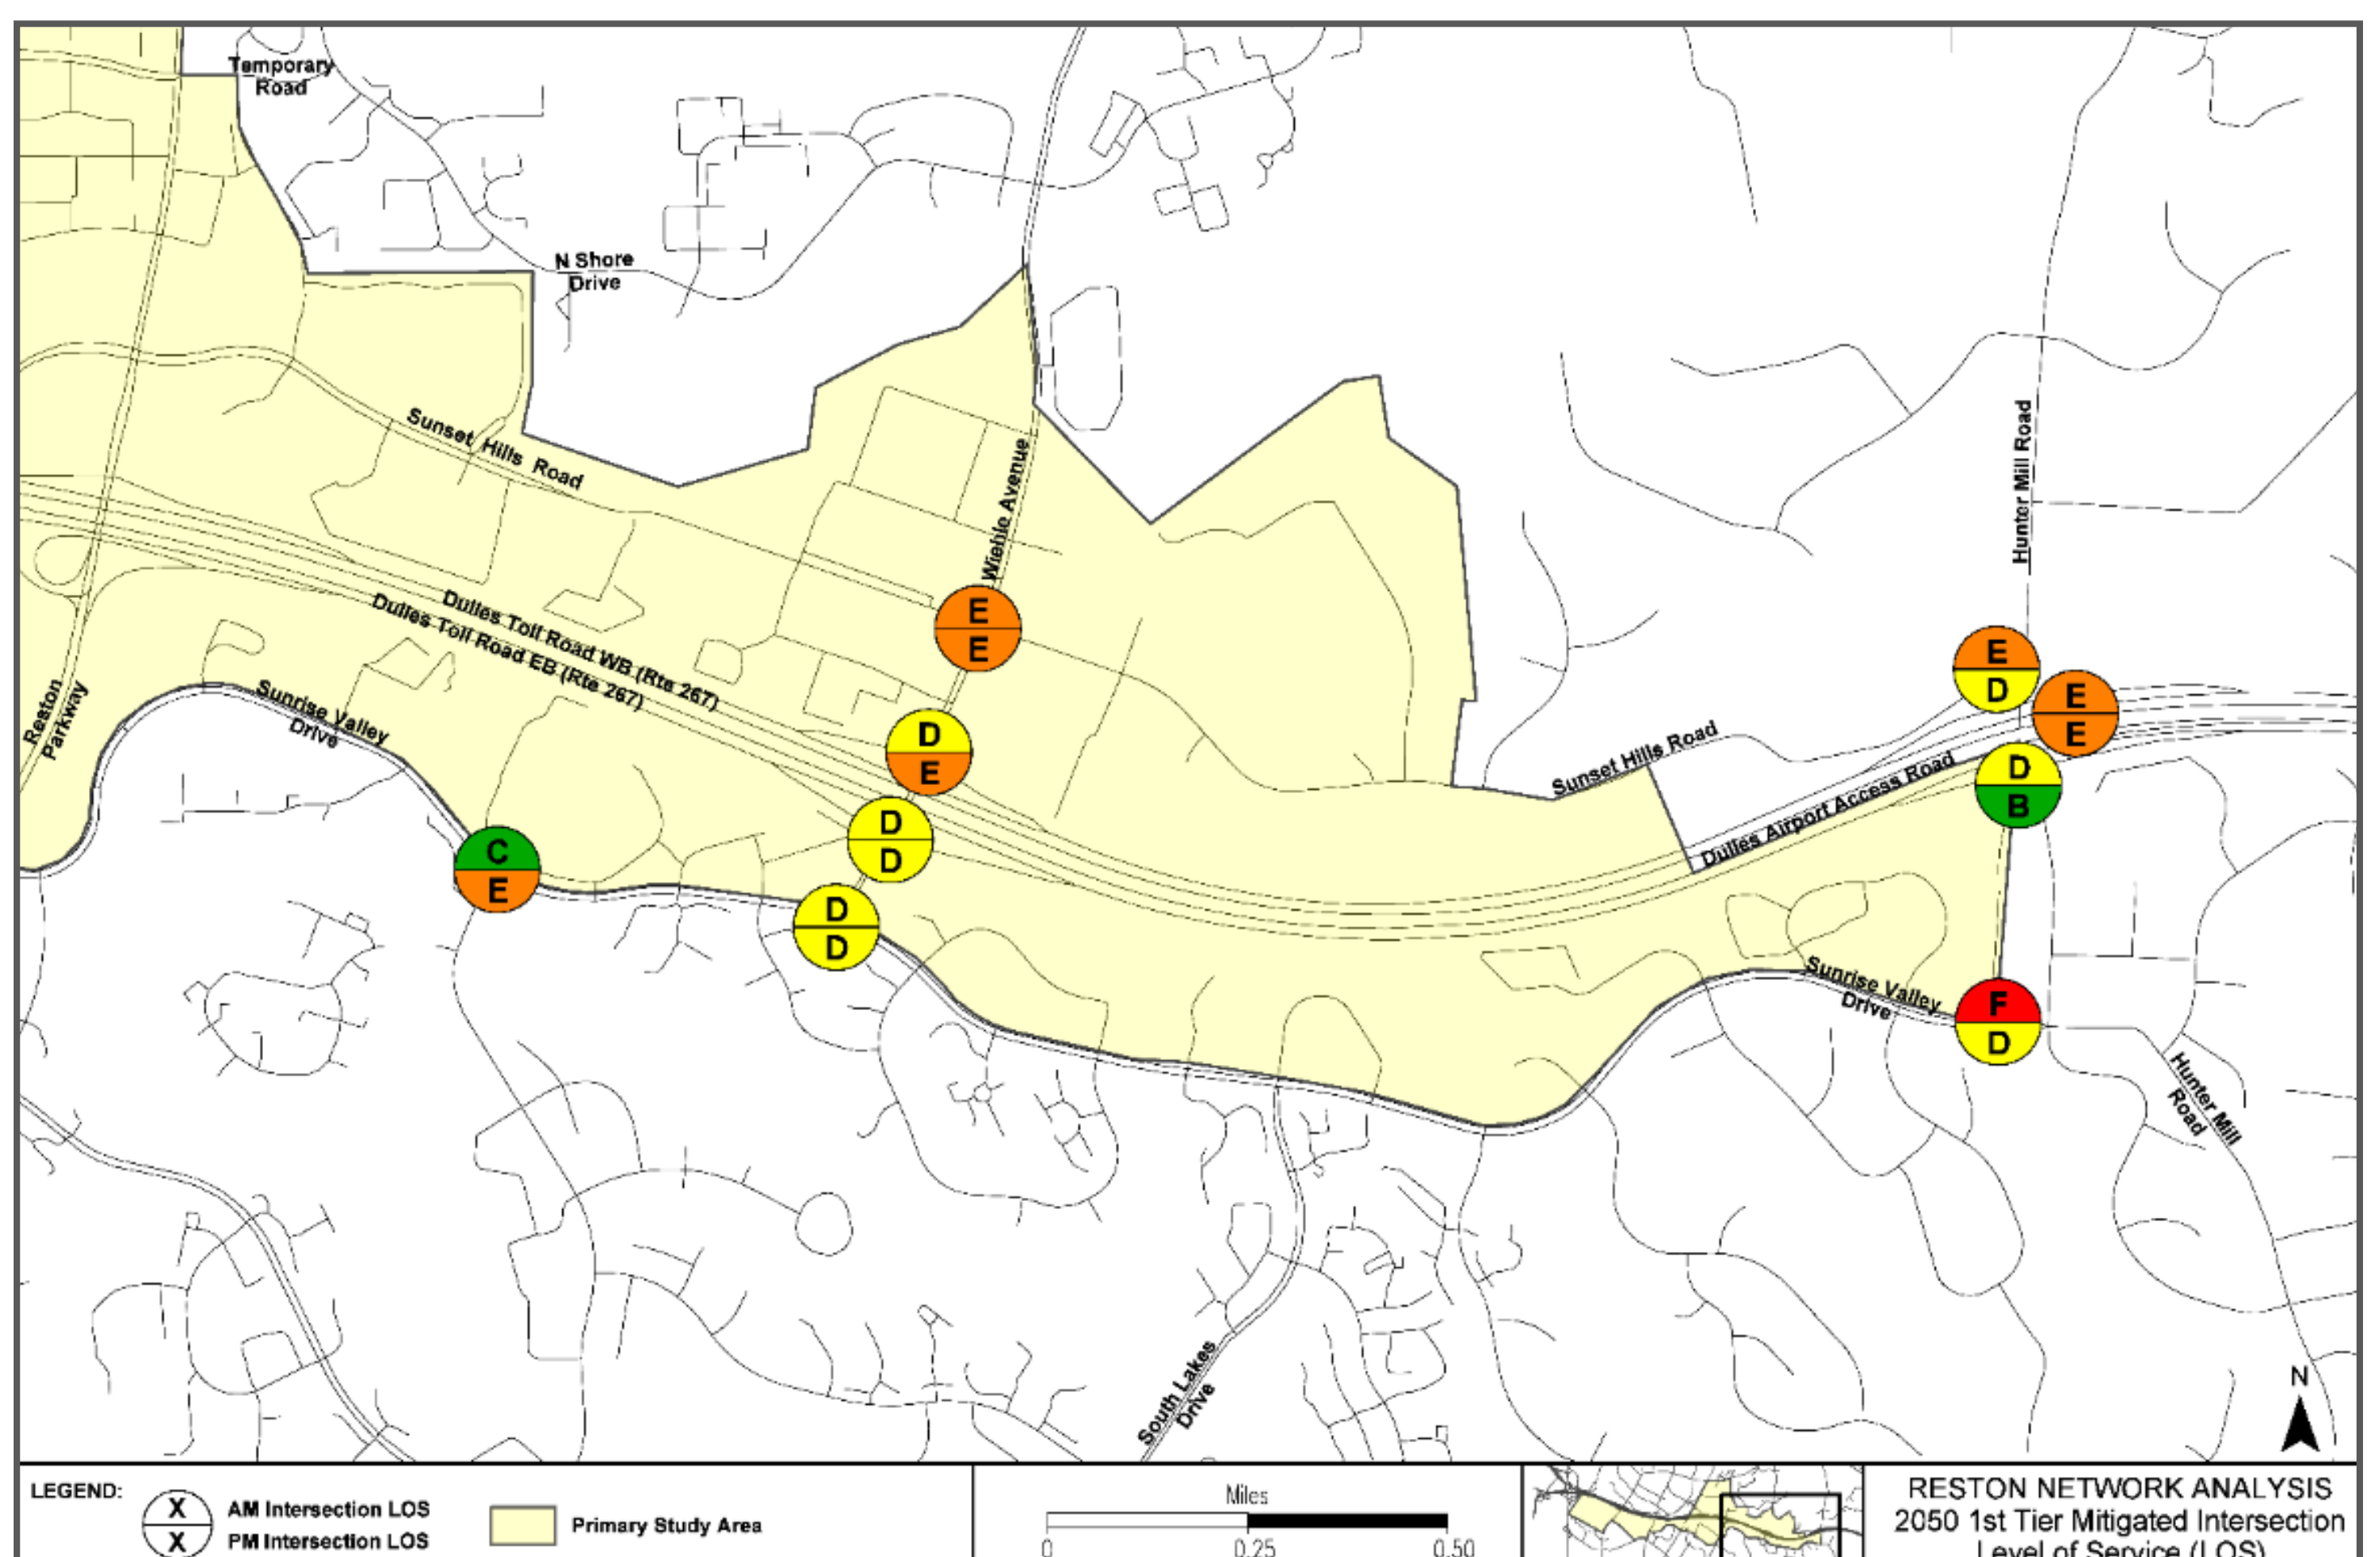 Temporary
Road
N Shore
Drive
Sunset Hills Road
Wiehle Avenue
Hunter Mill Road
Dulles Toll Road WB (Rte 267)
Dulles Toll Road EB (Rte 267)
E
E
E
D
E
E
Reston
Parkway
Sunrise Valley
Drive
D
E
Sunset Hills Road
Dulles Airport Access Road
D
B
D
D
C
E
D
D
Sunrise Valley
Drive
F
D
Hunter Mill
Road
South Lakes
Drive
N
LEGEND:
X
X
AM Intersection LOS
PM Intersection LOS
Primary Study Area
Miles
0
0.25
0.50
RESTON NETWORK ANALYSIS
2050 1st Tier Mitigated Intersection
Level of Service (LOS)